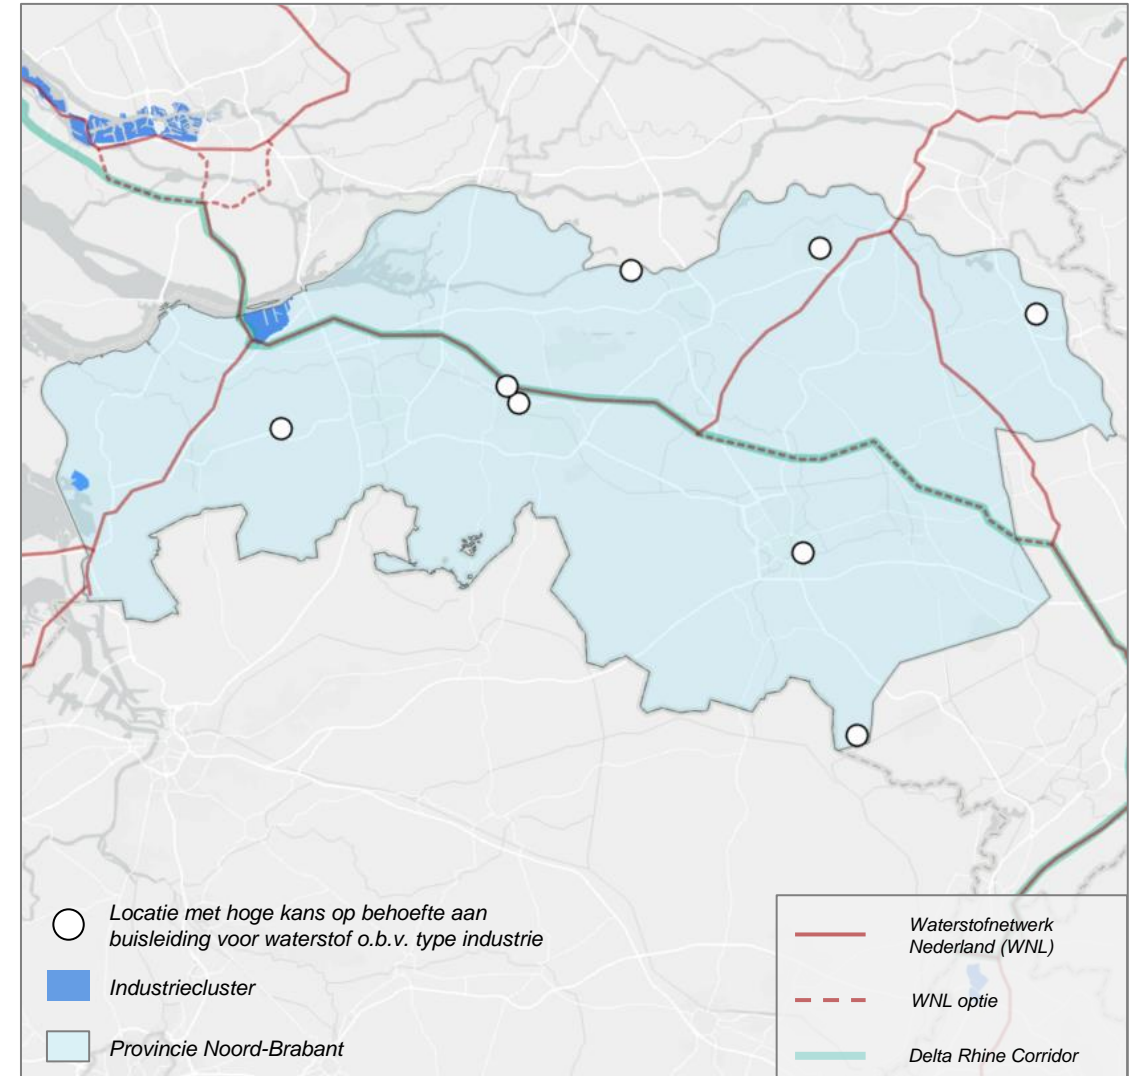 Locatie met hoge kans op behoefte aan
buisleiding voor waterstof o.b.v. type industrie
Industriecluster
Provincie Noord-Brabant
Waterstofnetwerk
Nederland (WNL)
WNL optie
Delta Rhine Corridor